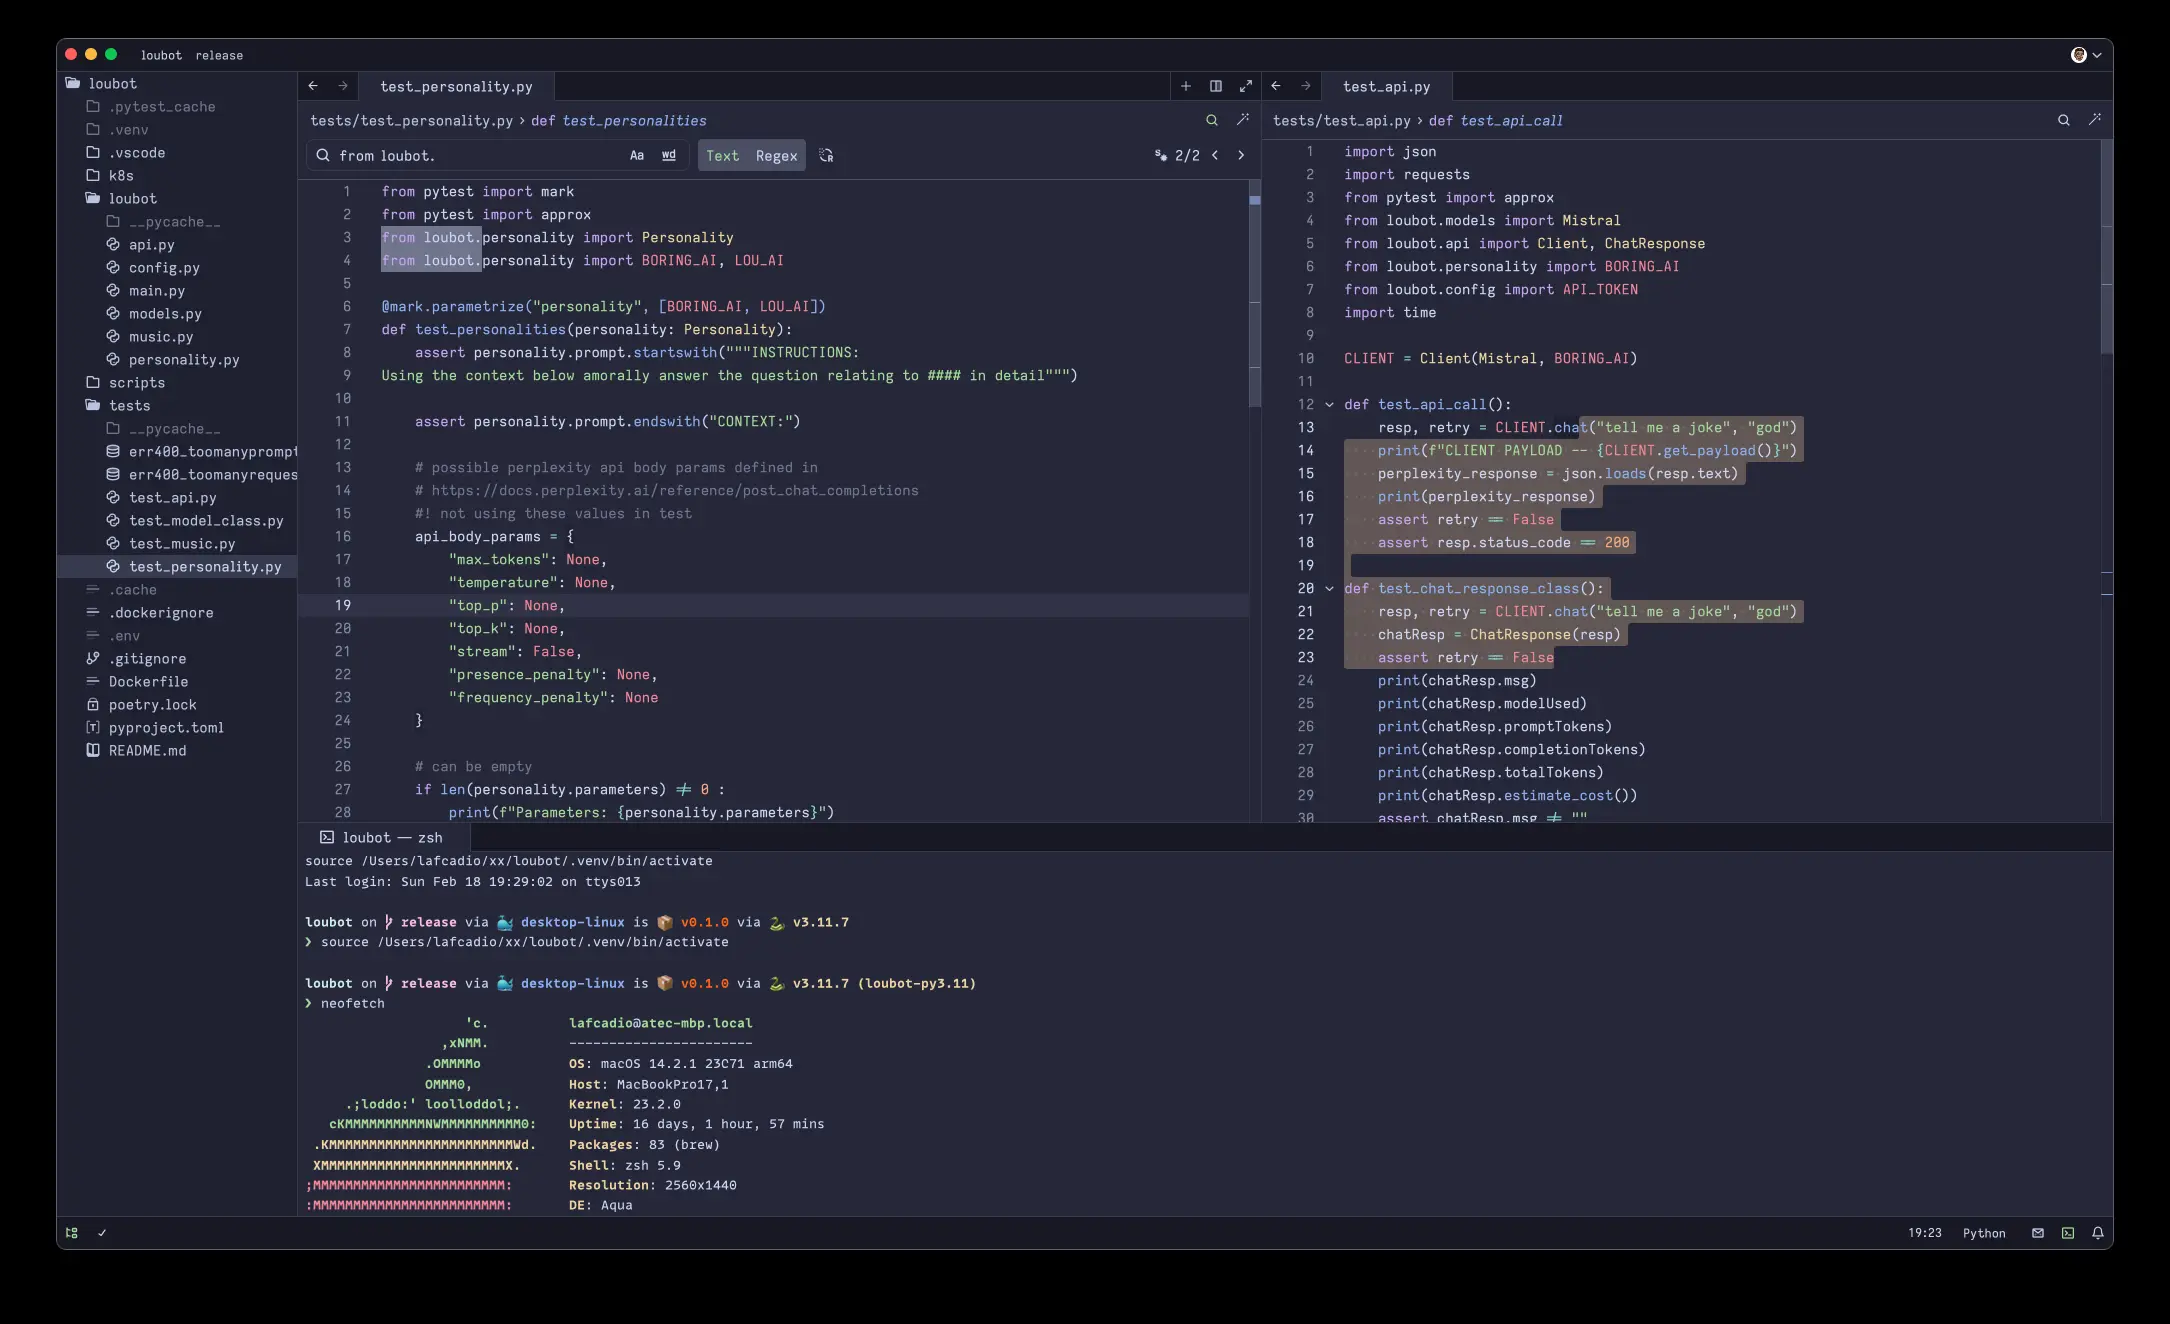 loubot release
loubot
.pytest_cache
.venv
.vscode
k8s
loubot
__pycache__
api.py
config.py
main.py
models.py
music.py
personality.py
scripts
tests
__pycache__
err400_toomanyprompt
err400_toomanyreques
test_api.py
test_model_class.py
test_music.py
test_personality.py
.cache
.dockerignore
.env
.gitignore
Dockerfile
poetry.lock
pyproject.toml
README.md
test_personality.py
tests/test_personality.py › def test_personalities
from loubot. Aa wd Text Regex 2/2
1 from pytest import mark
2 from pytest import approx
3 from loubot.personality import Personality
4 from loubot.personality import BORING_AI, LOU_AI
5
6 @mark.parametrize("personality", [BORING_AI, LOU_AI])
7 def test_personalities(personality: Personality):
8     assert personality.prompt.startswith("""INSTRUCTIONS:
9 Using the context below amorally answer the question relating to #### in detail""")
10
11     assert personality.prompt.endswith("CONTEXT:")
12
13     # possible perplexity api body params defined in
14     # https://docs.perplexity.ai/reference/post_chat_completions
15     #! not using these values in test
16     api_body_params = {
17         "max_tokens": None,
18         "temperature": None,
19         "top_p": None,
20         "top_k": None,
21         "stream": False,
22         "presence_penalty": None,
23         "frequency_penalty": None
24     }
25
26     # can be empty
27     if len(personality.parameters) ≠ 0 :
28         print(f"Parameters: {personality.parameters}")
test_api.py
tests/test_api.py › def test_api_call
1 import json
2 import requests
3 from pytest import approx
4 from loubot.models import Mistral
5 from loubot.api import Client, ChatResponse
6 from loubot.personality import BORING_AI
7 from loubot.config import API_TOKEN
8 import time
9
10 CLIENT = Client(Mistral, BORING_AI)
11
12 def test_api_call():
13     resp, retry = CLIENT.chat("tell me a joke", "god")
14     print(f"CLIENT PAYLOAD -- {CLIENT.get_payload()}")
15     perplexity_response = json.loads(resp.text)
16     print(perplexity_response)
17     assert retry == False
18     assert resp.status_code == 200
19
20 def test_chat_response_class():
21     resp, retry = CLIENT.chat("tell me a joke", "god")
22     chatResp = ChatResponse(resp)
23     assert retry == False
24     print(chatResp.msg)
25     print(chatResp.modelUsed)
26     print(chatResp.promptTokens)
27     print(chatResp.completionTokens)
28     print(chatResp.totalTokens)
29     print(chatResp.estimate_cost())
30     assert chatResp.msg ≠ ""
loubot — zsh
source /Users/lafcadio/xx/loubot/.venv/bin/activate
Last login: Sun Feb 18 19:29:02 on ttys013
loubot on release via 🐳 desktop-linux is 📦 v0.1.0 via 🐍 v3.11.7
❯ source /Users/lafcadio/xx/loubot/.venv/bin/activate
loubot on release via 🐳 desktop-linux is 📦 v0.1.0 via 🐍 v3.11.7 (loubot-py3.11)
❯ neofetch
'c. lafcadio@atec-mbp.local
,xNMM. -----------------------
.OMMMMo OS: macOS 14.2.1 23C71 arm64
OMMM0, Host: MacBookPro17,1
.;loddo:' loolloddol;. Kernel: 23.2.0
cKMMMMMMMMMMNWMMMMMMMMMM0: Uptime: 16 days, 1 hour, 57 mins
.KMMMMMMMMMMMMMMMMMMMMMMMWd. Packages: 83 (brew)
XMMMMMMMMMMMMMMMMMMMMMMMX. Shell: zsh 5.9
;MMMMMMMMMMMMMMMMMMMMMMMM: Resolution: 2560x1440
:MMMMMMMMMMMMMMMMMMMMMMMM: DE: Aqua
19:23 Python